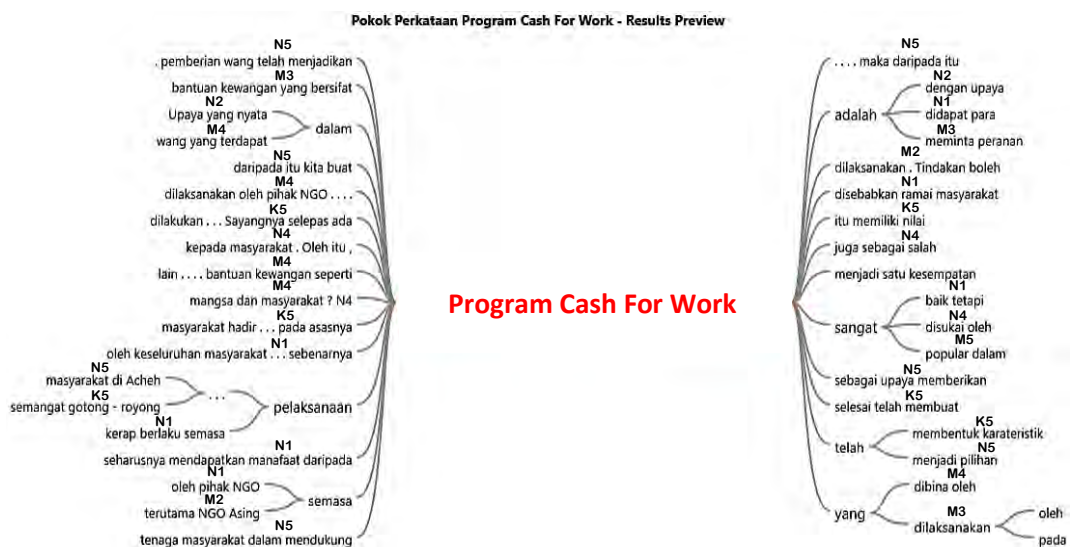 Pokok Perkataan Program Cash For Work - Results Preview
N5
. pemberian wang telah menjadikan
M3
bantuan kewangan yang bersifat
N2
Upaya yang nyata
M4
wang yang terdapat
dalam
N5
daripada itu kita buat
M4
dilaksanakan oleh pihak NGO . . . .
K5
dilakukan . . . Sayangnya selepas ada
N4
kepada masyarakat . Oleh itu ,
M4
lain . . . . bantuan kewangan seperti
M4
mangsa dan masyarakat ? N4
K5
masyarakat hadir . . . pada asasnya
N1
oleh keseluruhan masyarakat . . . sebenarnya
N5
masyarakat di Acheh
. . .
K5
semangat gotong - royong
pelaksanaan
N1
kerap berlaku semasa
N1
seharusnya mendapatkan manafaat daripada
N1
oleh pihak NGO
semasa
M2
terutama NGO Asing
N5
tenaga masyarakat dalam mendukung
Program Cash For Work
N5
. . . . maka daripada itu
adalah
N2
dengan upaya
N1
didapat para
M3
meminta peranan
M2
dilaksanakan . Tindakan boleh
N1
disebabkan ramai masyarakat
K5
itu memiliki nilai
N4
juga sebagai salah
menjadi satu kesempatan
sangat
N1
baik tetapi
N4
disukai oleh
M5
popular dalam
N5
sebagai upaya memberikan
K5
selesai telah membuat
telah
K5
membentuk karateristik
N5
menjadi pilihan
yang
M4
dibina oleh
M3
dilaksanakan
oleh
pada